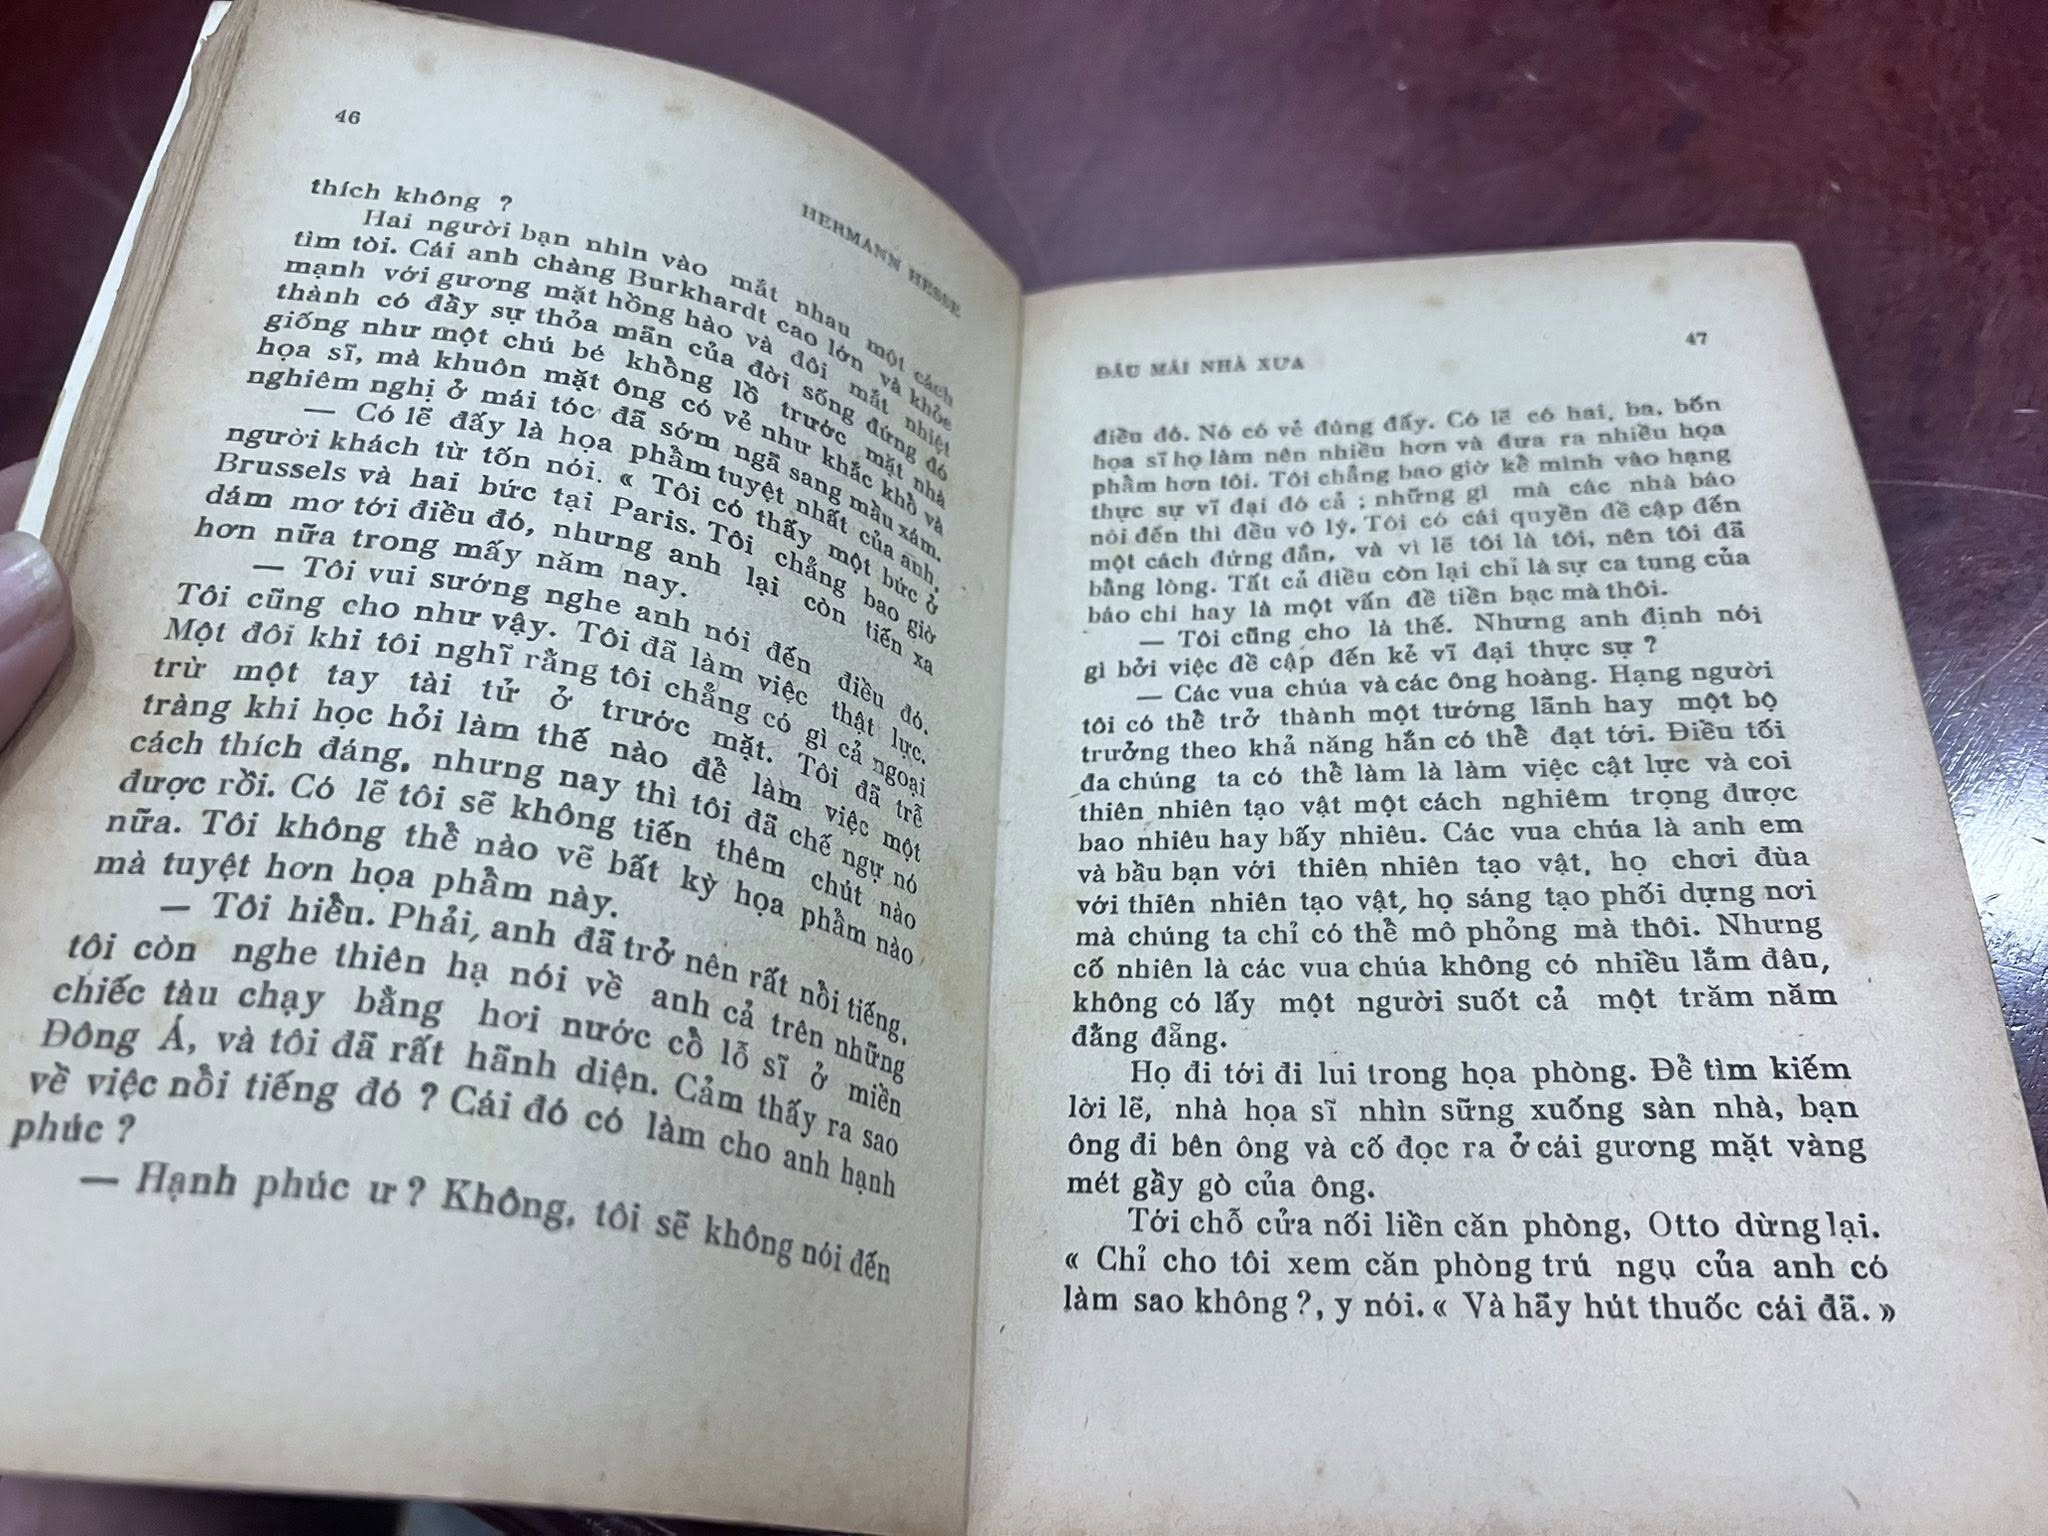 46
HERMANN HESSE
thích không ?
Hai người bạn nhìn vào mắt nhau một cách
tìm tòi. Cái anh chàng Burkhardt cao lớn và khỏe
mạnh với gương mặt hồng hào và đôi mắt nhiệt
thành có đầy sự thỏa mãn của đời sống đứng đó
giống như một chú bé khổng lồ trước mặt nhà
họa sĩ, mà khuôn mặt ông có vẻ như khắc khổ và
nghiêm nghị ở mái tóc đã sớm ngã sang mầu xám.
— Có lẽ đấy là họa phẩm tuyệt nhất của anh,
người khách từ tốn nói. « Tôi có thấy một bức ở
Brussels và hai bức tại Paris. Tôi chẳng bao giờ
dám mơ tới điều đó, nhưng anh lại còn tiến xa
hơn nữa trong mấy năm nay.
— Tôi vui sướng nghe anh nói đến điều đó.
Tôi cũng cho như vậy. Tôi đã làm việc thật lực.
Một đôi khi tôi nghĩ rằng tôi chẳng có gì cả ngoại
trừ một tay tài tử ở trước mặt. Tôi đã trễ
tràng khi học hỏi làm thế nào để làm việc một
cách thích đáng, nhưng nay thì tôi đã chế ngự nó
được rồi. Có lẽ tôi sẽ không tiến thêm chút nào
nữa. Tôi không thể nào vẽ bất kỳ họa phẩm nào
mà tuyệt hơn họa phẩm này.
— Tôi hiểu. Phải, anh đã trở nên rất nổi tiếng,
tôi còn nghe thiên hạ nói về anh cả trên những
chiếc tàu chạy bằng hơi nước cổ lỗ sĩ ở miền
Đông Á, và tôi đã rất hãnh diện. Cảm thấy ra sao
về việc nổi tiếng đó ? Cái đó có làm cho anh hạnh
phúc ?
— Hạnh phúc ư ? Không, tôi sẽ không nói đến
ĐÂU MÁI NHÀ XƯA
47
điều đó. Nó có vẻ đúng đấy. Có lẽ có hai, ba, bốn
họa sĩ họ làm nên nhiều hơn và đưa ra nhiều họa
phẩm hơn tôi. Tôi chẳng bao giờ kể mình vào hạng
thực sự vĩ đại đó cả ; những gì mà các nhà báo
nói đến thì đều vô lý. Tôi có cái quyền đề cập đến
một cách đứng đắn, và vì lẽ tôi là tôi, nên tôi đã
bằng lòng. Tất cả điều còn lại chỉ là sự ca tụng của
báo chí hay là một vấn đề tiền bạc mà thôi.
— Tôi cũng cho là thế. Nhưng anh định nói
gì bởi việc đề cập đến kẻ vĩ đại thực sự ?
— Các vua chúa và các ông hoàng. Hạng người
tôi có thể trở thành một tướng lãnh hay một bộ
trưởng theo khả năng hắn có thể đạt tới. Điều tối
đa chúng ta có thể làm là làm việc cật lực và coi
thiên nhiên tạo vật một cách nghiêm trọng được
bao nhiêu hay bấy nhiêu. Các vua chúa là anh em
và bầu bạn với thiên nhiên tạo vật, họ chơi đùa
với thiên nhiên tạo vật, họ sáng tạo phối dựng nơi
mà chúng ta chỉ có thể mô phỏng mà thôi. Nhưng
cố nhiên là các vua chúa không có nhiều lắm đâu,
không có lấy một người suốt cả một trăm năm
đằng đẵng.
Họ đi tới đi lui trong họa phòng. Để tìm kiếm
lời lẽ, nhà họa sĩ nhìn sững xuống sàn nhà, bạn
ông đi bên ông và cố đọc ra ở cái gương mặt vàng
mét gầy gò của ông.
Tới chỗ cửa nối liền căn phòng, Otto dừng lại.
« Chỉ cho tôi xem căn phòng trú ngụ của anh có
làm sao không ?, y nói. « Và hãy hút thuốc cái đã. »